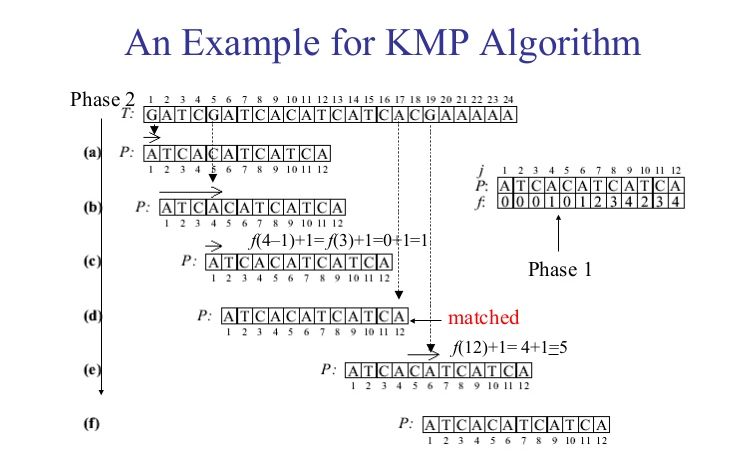 An Example for KMP Algorithm
Phase 2
1 2 3 4 5 6 7 8 9 10 11 12 13 14 15 16 17 18 19 20 21 22 23 24
T: G A T C G A T C A C A T C A T C A C G A A A A A
(a) P: A T C A C A T C A T C A
1 2 3 4 5 6 7 8 9 10 11 12
j 1 2 3 4 5 6 7 8 9 10 11 12
P: A T C A C A T C A T C A
f: 0 0 0 1 0 1 2 3 4 2 3 4
Phase 1
(b) P: A T C A C A T C A T C A
1 2 3 4 5 6 7 8 9 10 11 12
f(4–1)+1= f(3)+1=0+1=1
(c) P: A T C A C A T C A T C A
1 2 3 4 5 6 7 8 9 10 11 12
(d) P: A T C A C A T C A T C A
matched
1 2 3 4 5 6 7 8 9 10 11 12
f(12)+1= 4+1=5
(e) P: A T C A C A T C A T C A
1 2 3 4 5 6 7 8 9 10 11 12
(f) P: A T C A C A T C A T C A
1 2 3 4 5 6 7 8 9 10 11 12